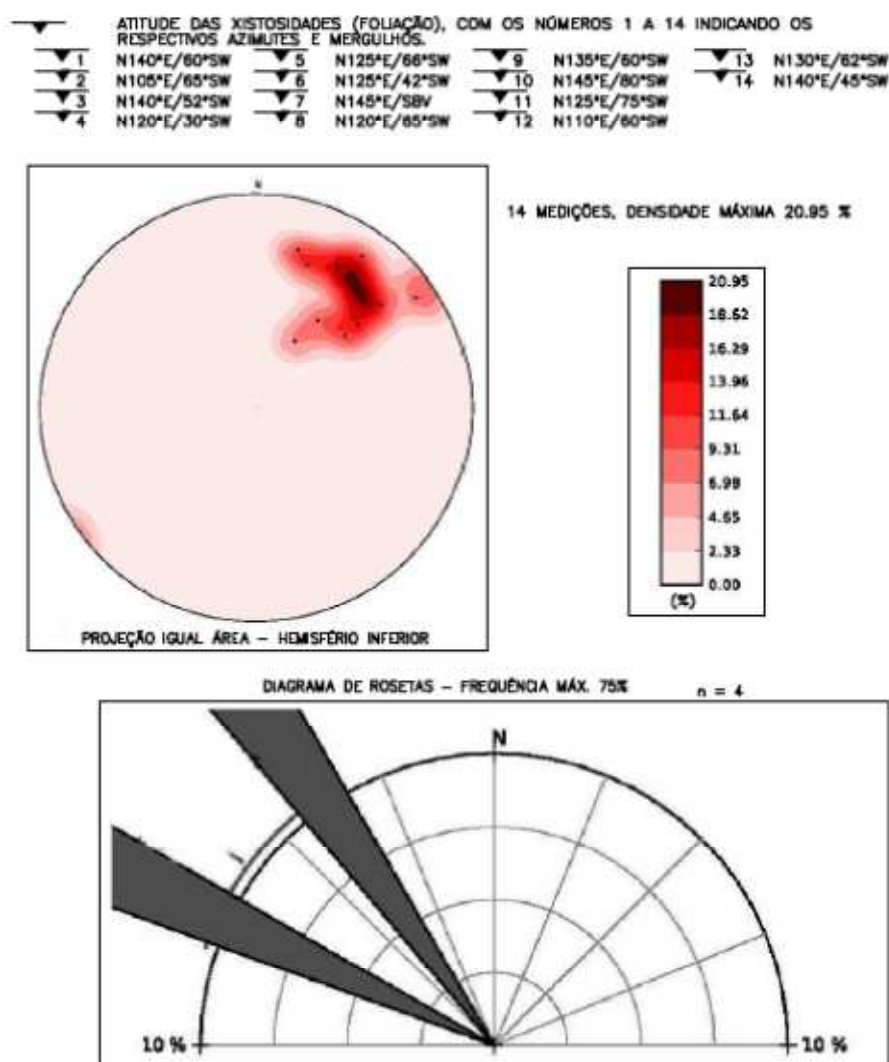 ATITUDE DAS XISTOSIDADES (FOLIAÇÃO), COM OS NÚMEROS 1 A 14 INDICANDO OS
RESPECTIVOS AZIMUTES E MERGULHOS.
1 N140°E/60°SW 5 N125°E/66°SW 9 N135°E/60°SW 13 N130°E/62°SW
2 N105°E/65°SW 6 N125°E/42°SW 10 N145°E/80°SW 14 N140°E/45°SW
3 N140°E/52°SW 7 N145°E/SBV 11 N125°E/75°SW
4 N120°E/30°SW 8 N120°E/65°SW 12 N110°E/60°SW
N
14 MEDIÇÕES, DENSIDADE MÁXIMA 20.95 %
20.95
18.62
16.29
13.96
11.64
9.31
6.98
4.65
2.33
0.00
(%)
PROJEÇÃO IGUAL ÁREA – HEMISFÉRIO INFERIOR
DIAGRAMA DE ROSETAS – FREQUÊNCIA MÁX. 75% n = 4
N
10 % 10 %